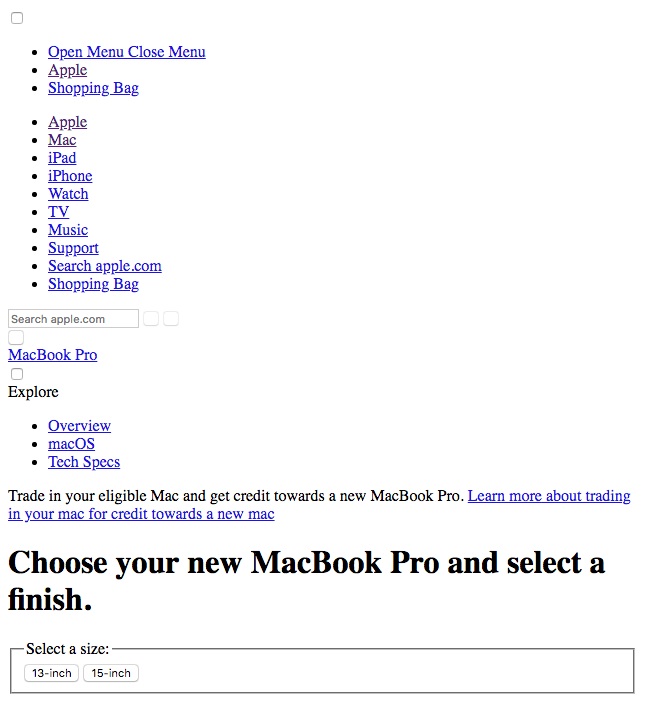 Open Menu Close Menu
Apple
Shopping Bag
Apple
Mac
iPad
iPhone
Watch
TV
Music
Support
Search apple.com
Shopping Bag
Search apple.com
MacBook Pro
Explore
Overview
macOS
Tech Specs
Trade in your eligible Mac and get credit towards a new MacBook Pro. Learn more about trading
in your mac for credit towards a new mac
Choose your new MacBook Pro and select a
finish.
Select a size:
13-inch 15-inch